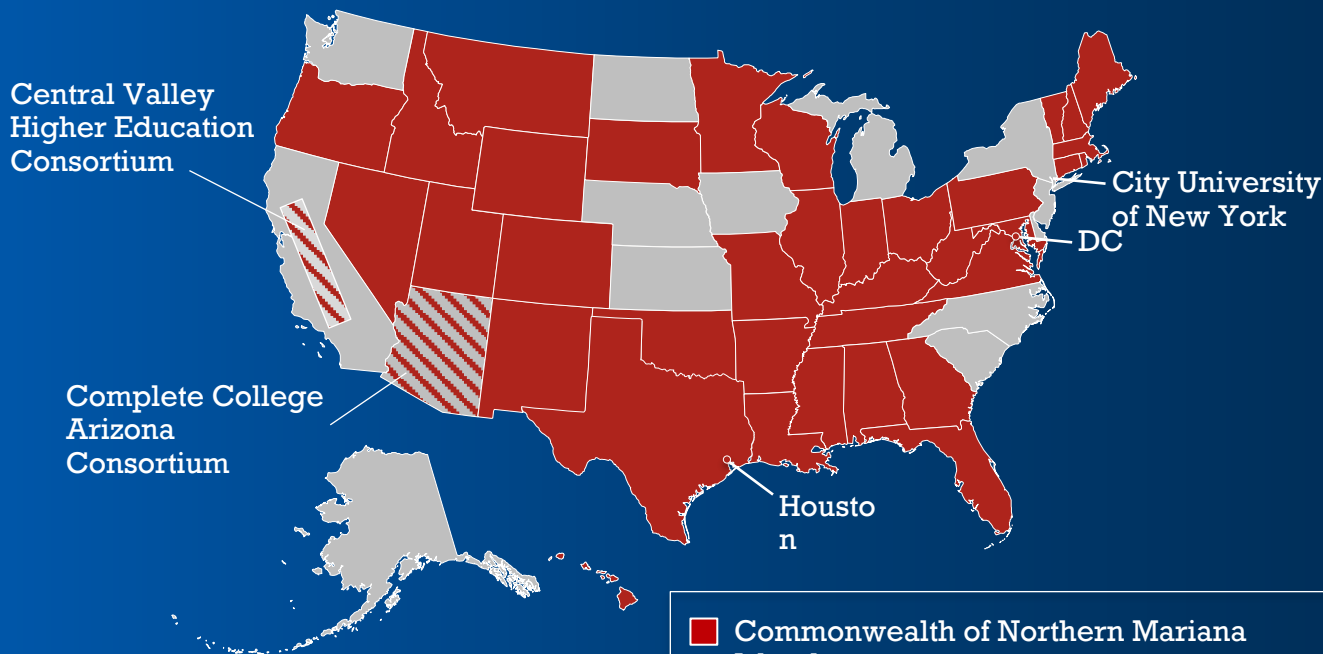 Central Valley
Higher Education
Consortium
City University
of New York
DC
Complete College
Arizona
Consortium
Housto
n
Commonwealth of Northern Mariana